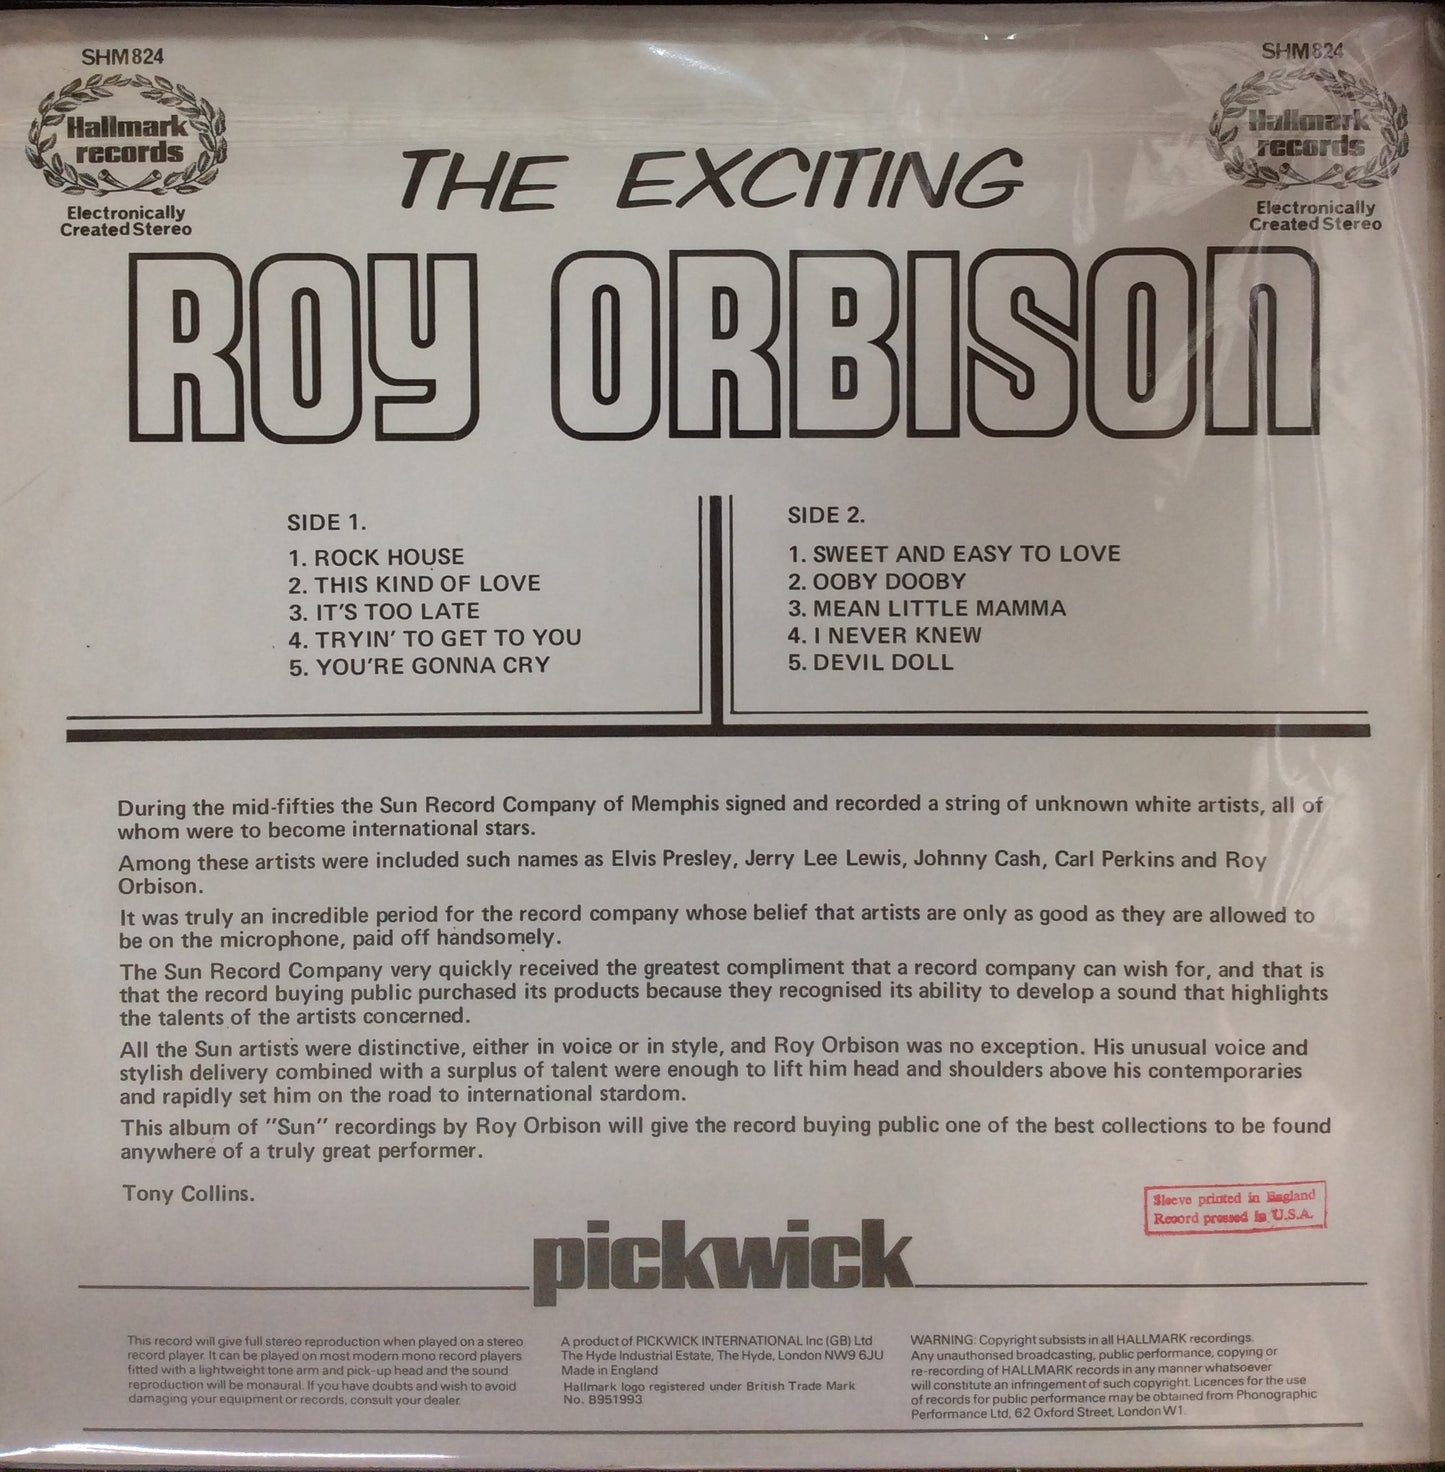 SHM 824
Hallmark
records
Electronically
Created Stereo
SHM 824
Hallmark
records
Electronically
Created Stereo
THE EXCITING
ROY ORBISON
SIDE 1.
1. ROCK HOUSE
2. THIS KIND OF LOVE
3. IT'S TOO LATE
4. TRYIN' TO GET TO YOU
5. YOU'RE GONNA CRY
SIDE 2.
1. SWEET AND EASY TO LOVE
2. OOBY DOOBY
3. MEAN LITTLE MAMMA
4. I NEVER KNEW
5. DEVIL DOLL
During the mid-fifties the Sun Record Company of Memphis signed and recorded a string of unknown white artists, all of
whom were to become international stars.
Among these artists were included such names as Elvis Presley, Jerry Lee Lewis, Johnny Cash, Carl Perkins and Roy
Orbison.
It was truly an incredible period for the record company whose belief that artists are only as good as they are allowed to
be on the microphone, paid off handsomely.
The Sun Record Company very quickly received the greatest compliment that a record company can wish for, and that is
that the record buying public purchased its products because they recognised its ability to develop a sound that highlights
the talents of the artists concerned.
All the Sun artists were distinctive, either in voice or in style, and Roy Orbison was no exception. His unusual voice and
stylish delivery combined with a surplus of talent were enough to lift him head and shoulders above his contemporaries
and rapidly set him on the road to international stardom.
This album of "Sun" recordings by Roy Orbison will give the record buying public one of the best collections to be found
anywhere of a truly great performer.
Tony Collins.
Sleeve printed in England
Record pressed in U.S.A.
pickwick
This record will give full stereo reproduction when played on a stereo
record player. It can be played on most modern mono record players
fitted with a lightweight tone arm and pick-up head and the sound
reproduction will be monaural. If you have doubts and wish to avoid
damaging your equipment or records, consult your dealer.
A product of PICKWICK INTERNATIONAL Inc (GB) Ltd
The Hyde Industrial Estate, The Hyde, London NW9 6JU
Made in England
Hallmark logo registered under British Trade Mark
No. B951993
WARNING: Copyright subsists in all HALLMARK recordings.
Any unauthorised broadcasting, public performance, copying or
re-recording of HALLMARK records in any manner whatsoever
will constitute an infringement of such copyright. Licences for the use
of records for public performance may be obtained from Phonographic
Performance Ltd, 62 Oxford Street, London W1.